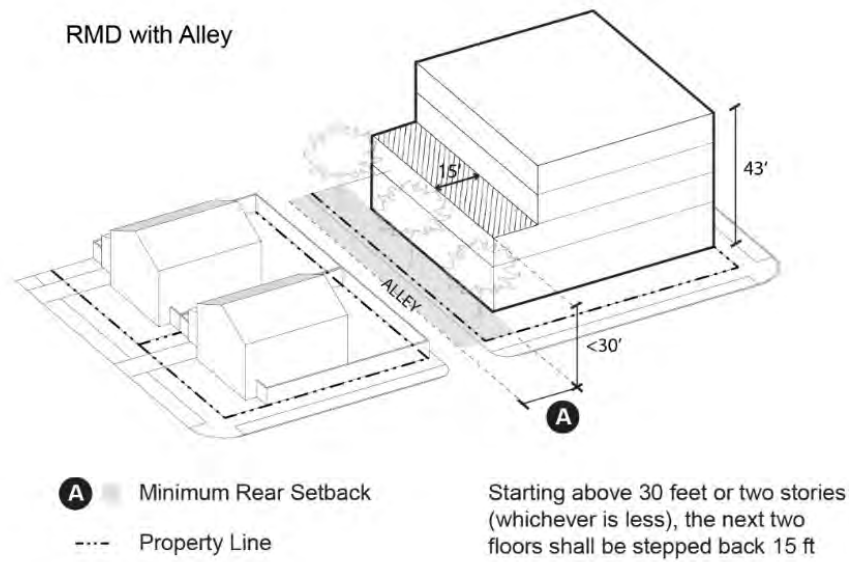 RMD with Alley
15'
43'
ALLEY
<30'
A
A Minimum Rear Setback
Property Line
Starting above 30 feet or two stories
(whichever is less), the next two
floors shall be stepped back 15 ft